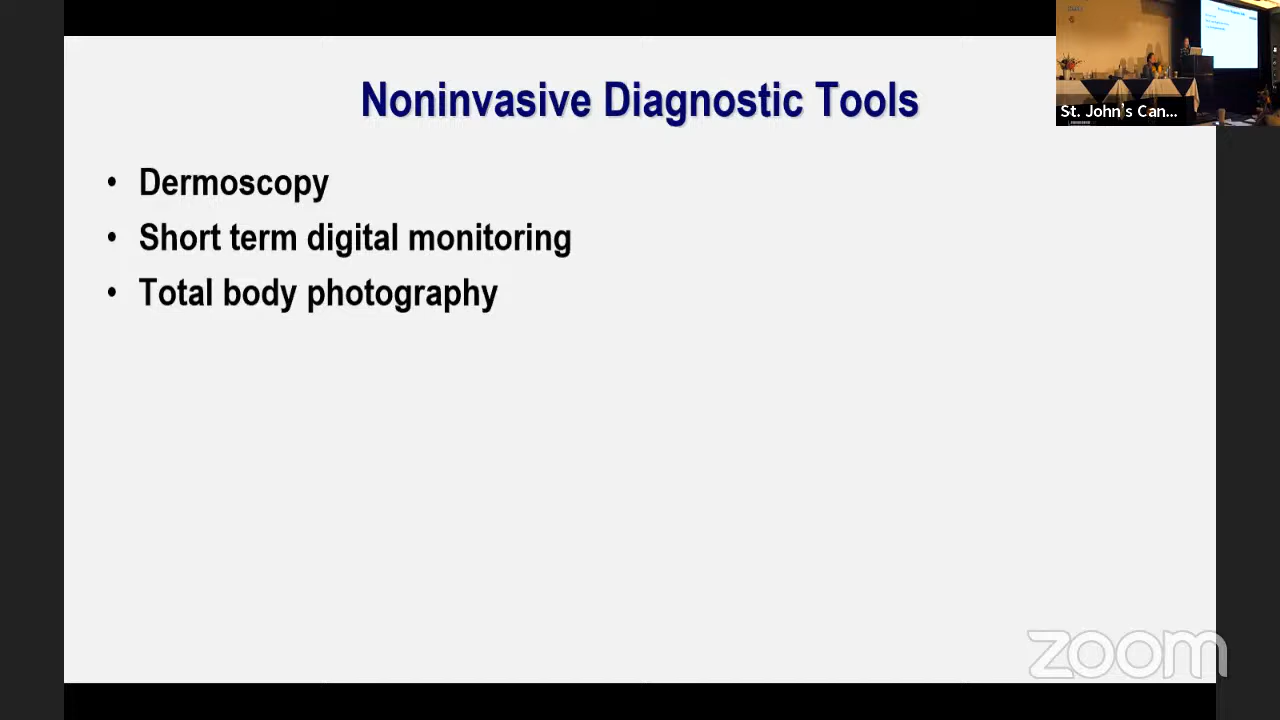 Noninvasive Diagnostic Tools
St. John's Can...
• Dermoscopy
• Short term digital monitoring
• Total body photography
zoom